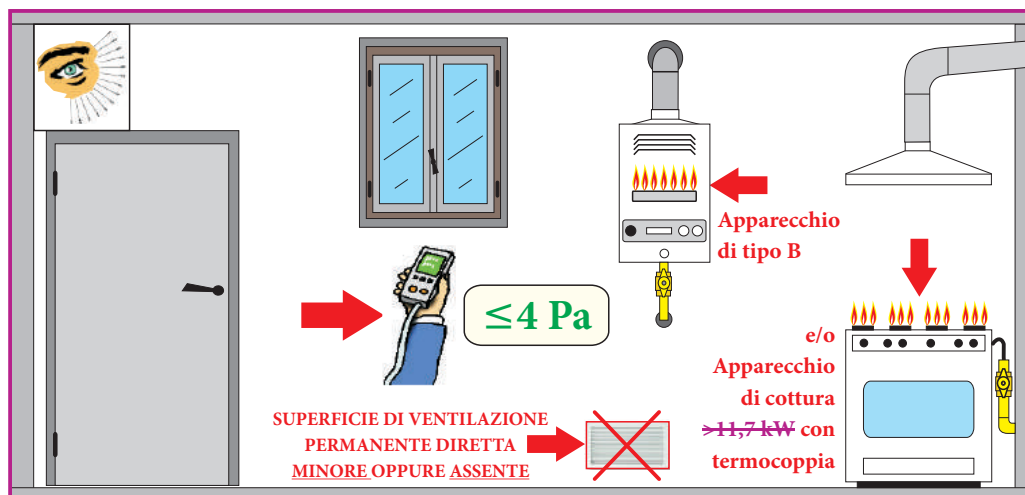 Apparecchio
di tipo B
≤4 Pa
e/o
Apparecchio
di cottura
>11,7 kW con
termocoppia
SUPERFICIE DI VENTILAZIONE
PERMANENTE DIRETTA
MINORE OPPURE ASSENTE